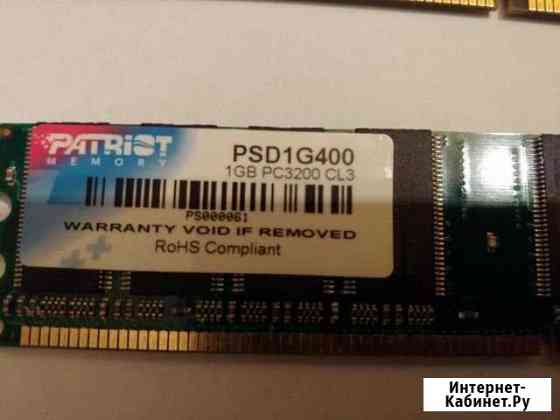 PATRIOT
MEMORY
PSD1G400
1GB PC3200 CL3
PS000061
WARRANTY VOID IF REMOVED
RoHS Compliant
Интернет-
Кабинет.Ру